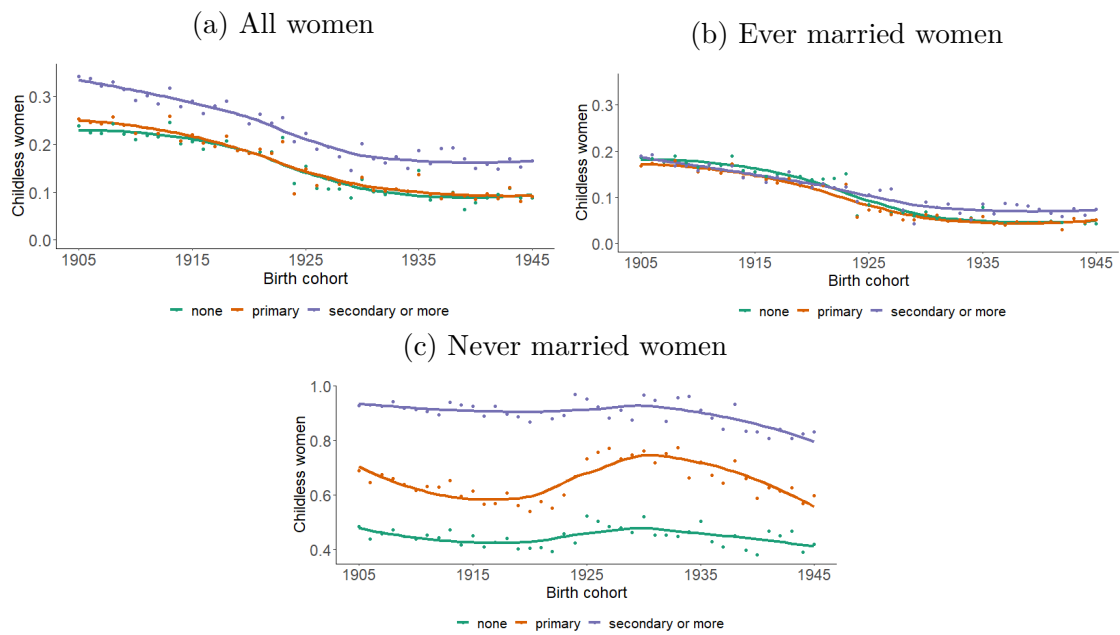 (a) All women
Childless women
0.3
0.2
0.1
0.0
1905 1915 1925 1935 1945
Birth cohort
none primary secondary or more
(b) Ever married women
Childless women
0.3
0.2
0.1
0.0
1905 1915 1925 1935 1945
Birth cohort
none primary secondary or more
(c) Never married women
Childless women
1.0
0.8
0.6
0.4
1905 1915 1925 1935 1945
Birth cohort
none primary secondary or more